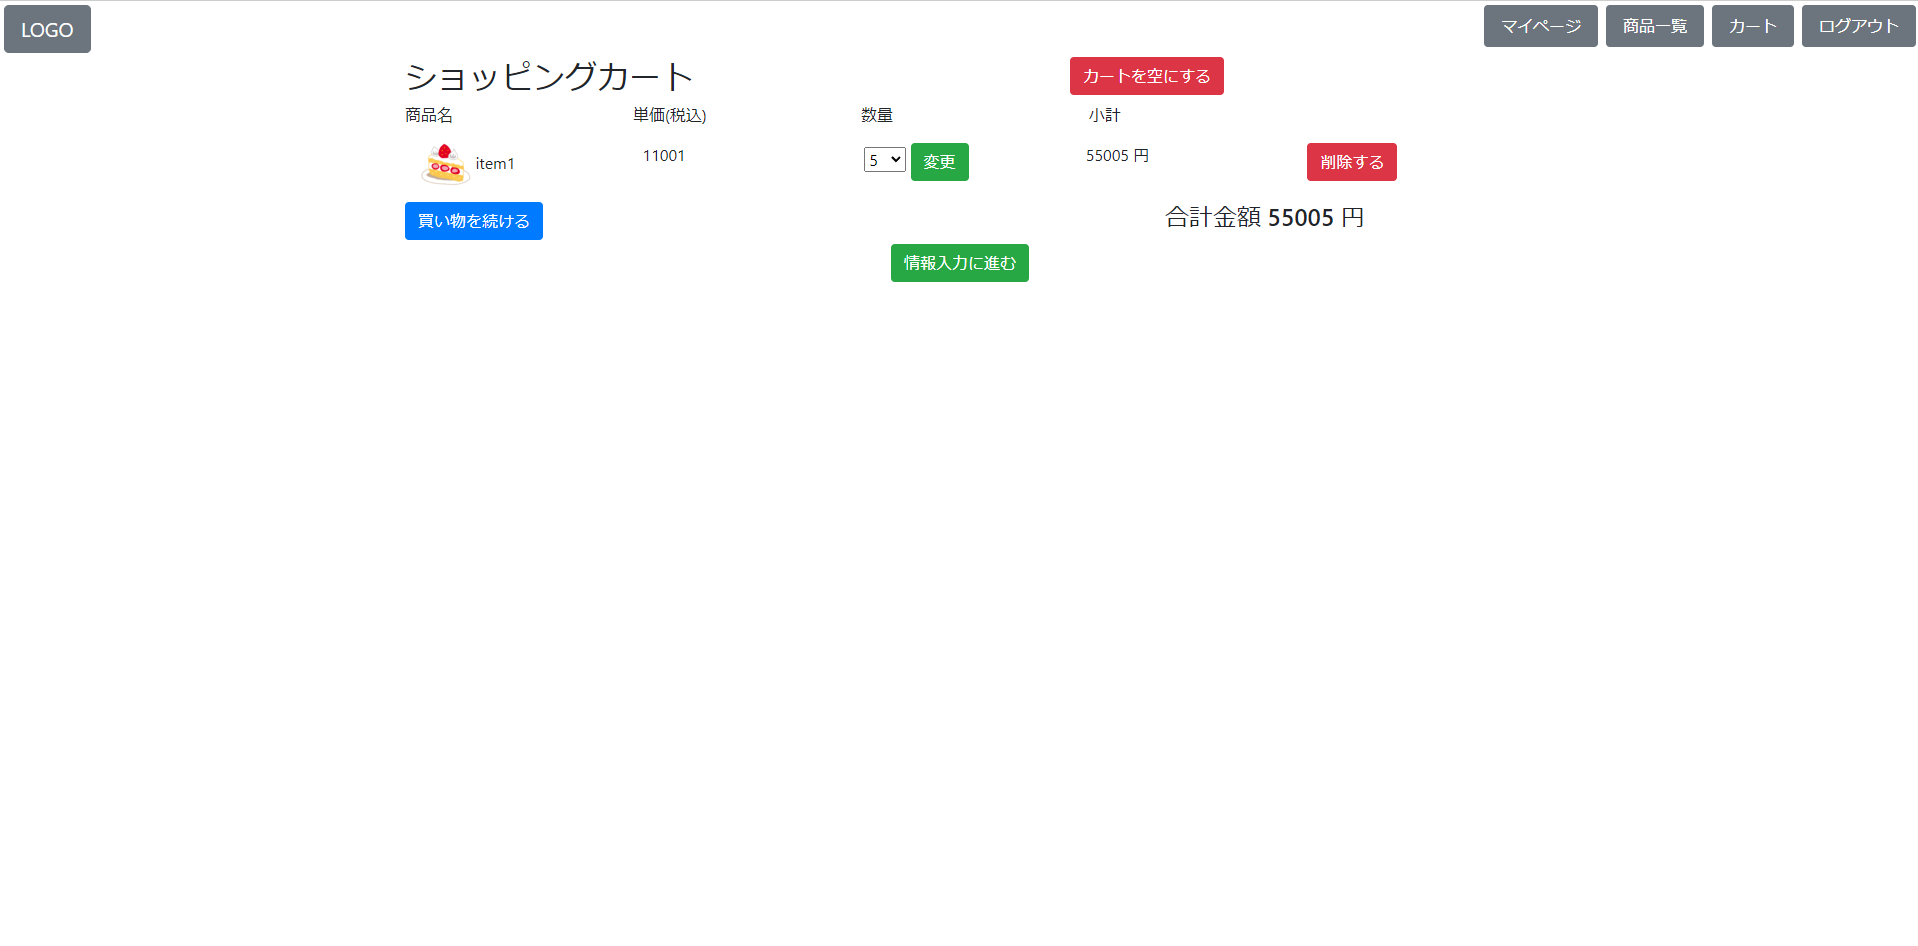 LOGO マイページ 商品一覧 カート ログアウト
ショッピングカート カートを空にする
商品名 単価(税込) 数量 小計
item1 11001 5 変更 55005 円 削除する
買い物を続ける 合計金額 55005 円
情報入力に進む